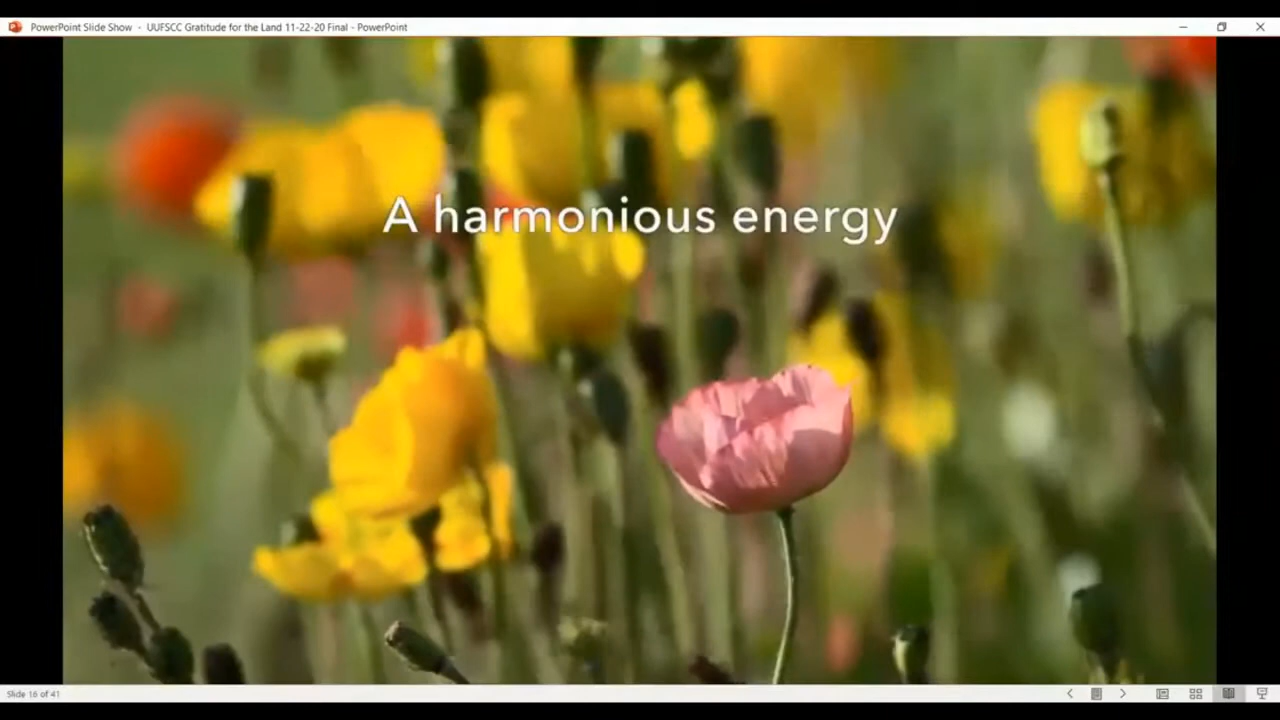 PowerPoint Slide Show - UUFSCC Gratitude for the Land 11-22-20 Final - PowerPoint
A harmonious energy
Slide 16 of 41